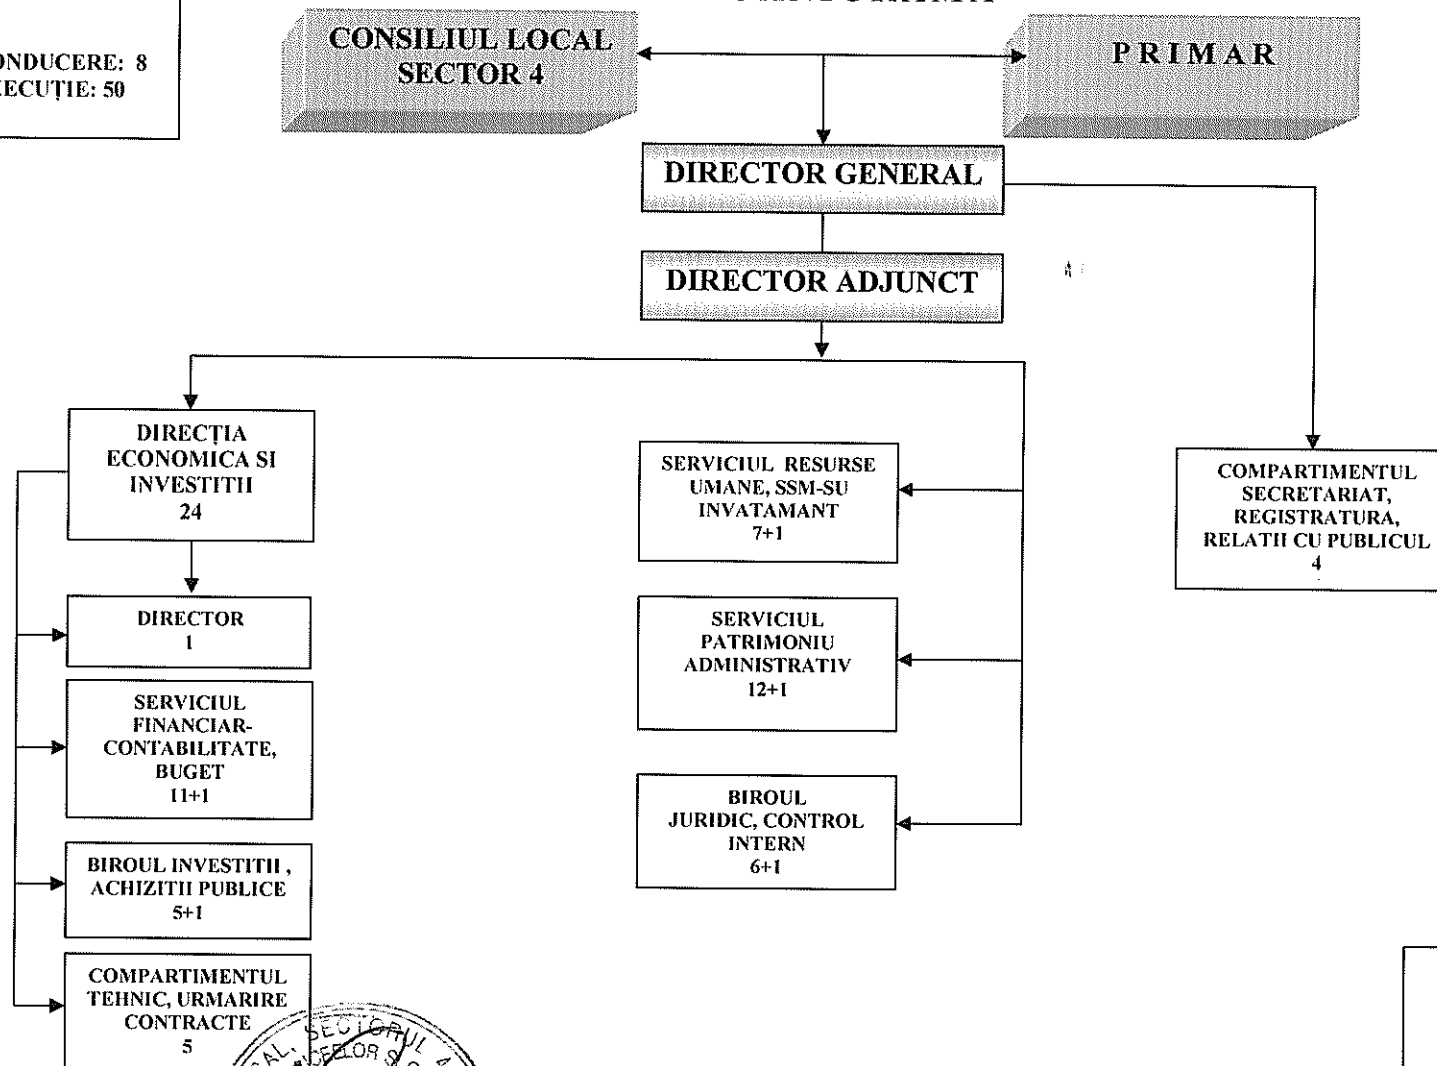 CONSILIUL LOCAL
SECTOR 4
PRIMAR
ONDUCERE: 8
ECUȚIE: 50
DIRECTOR GENERAL
DIRECTOR ADJUNCT
DIRECȚIA
ECONOMICA SI
INVESTITII
24
DIRECTOR
1
SERVICIUL
FINANCIAR-
CONTABILITATE,
BUGET
11+1
BIROUL INVESTITII ,
ACHIZITII PUBLICE
5+1
COMPARTIMENTUL
TEHNIC, URMARIRE
CONTRACTE
5
SERVICIUL RESURSE
UMANE, SSM-SU
INVATAMANT
7+1
SERVICIUL
PATRIMONIU
ADMINISTRATIV
12+1
BIROUL
JURIDIC, CONTROL
INTERN
6+1
COMPARTIMENTUL
SECRETARIAT,
REGISTRATURA,
RELATII CU PUBLICUL
4
SECTORUL 4